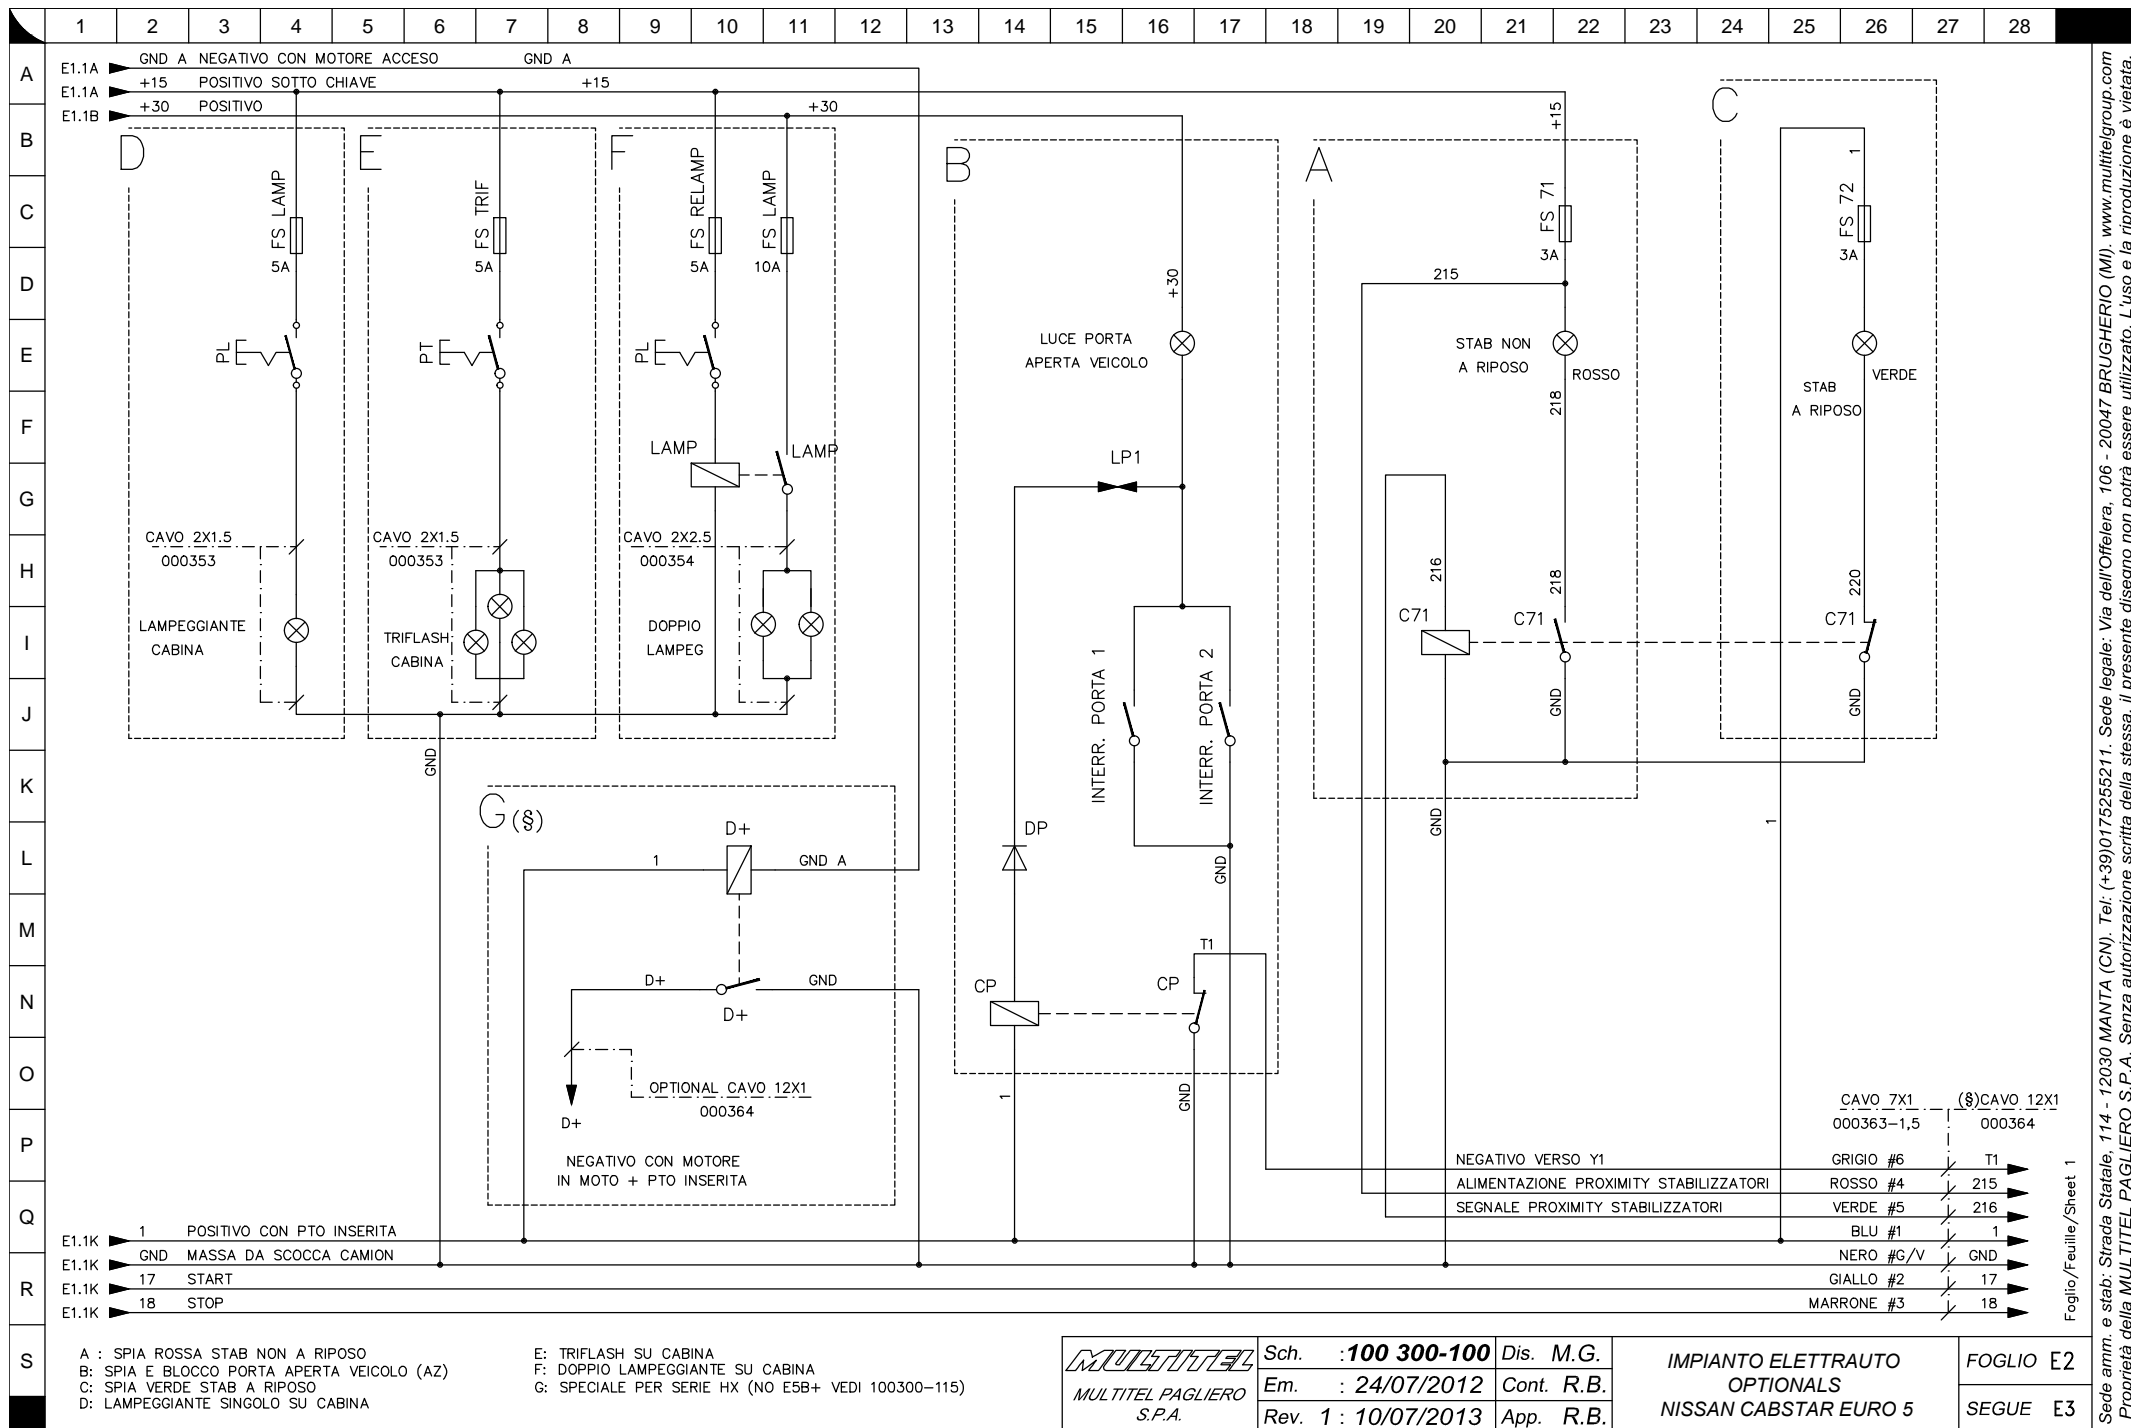 1 2 3 4 5 6 7 8 9 10 11 12 13 14 15 16 17 18 19 20 21 22 23 24 25 26 27 28
A
B
C
D
E
F
G
H
I
J
K
L
M
N
O
P
Q
R
S
E1.1A GND A NEGATIVO CON MOTORE ACCESO GND A
E1.1A +15 POSITIVO SOTTO CHIAVE +15
E1.1B +30 POSITIVO +30
D
FS LAMP
5A
PL
CAVO 2X1.5
000353
LAMPEGGIANTE
CABINA
E
FS TRIF
5A
PT
CAVO 2X1.5
000353
TRIFLASH
CABINA
GND
F
FS RELAMP
5A
FS LAMP
10A
PL
LAMP
LAMP
CAVO 2X2.5
000354
DOPPIO
LAMPEG
G (§)
D+
1
GND A
D+
GND
D+
OPTIONAL CAVO 12X1
000364
D+
NEGATIVO CON MOTORE
IN MOTO + PTO INSERITA
B
+30
LUCE PORTA
APERTA VEICOLO
LP1
INTERR. PORTA 1
INTERR. PORTA 2
DP
GND
T1
CP
CP
1
GND
A
+15
FS 71
3A
215
STAB NON
A RIPOSO
ROSSO
218
216
218
C71
C71
GND
GND
C
1
FS 72
3A
VERDE
STAB
A RIPOSO
220
C71
GND
1
CAVO 7X1
000363-1,5
(§)CAVO 12X1
000364
NEGATIVO VERSO Y1 GRIGIO #6 T1
ALIMENTAZIONE PROXIMITY STABILIZZATORI ROSSO #4 215
SEGNALE PROXIMITY STABILIZZATORI VERDE #5 216
E1.1K 1 POSITIVO CON PTO INSERITA BLU #1 1
E1.1K GND MASSA DA SCOCCA CAMION NERO #G/V GND
E1.1K 17 START GIALLO #2 17
E1.1K 18 STOP MARRONE #3 18
Foglio/Feuille/Sheet 1
A : SPIA ROSSA STAB NON A RIPOSO
B: SPIA E BLOCCO PORTA APERTA VEICOLO (AZ)
C: SPIA VERDE STAB A RIPOSO
D: LAMPEGGIANTE SINGOLO SU CABINA
E: TRIFLASH SU CABINA
F: DOPPIO LAMPEGGIANTE SU CABINA
G: SPECIALE PER SERIE HX (NO E5B+ VEDI 100300-115)
MULTITEL
MULTITEL PAGLIERO
S.P.A.
Sch. :100 300-100 Dis. M.G.
Em. : 24/07/2012 Cont. R.B.
Rev. 1 : 10/07/2013 App. R.B.
IMPIANTO ELETTRAUTO
OPTIONALS
NISSAN CABSTAR EURO 5
FOGLIO E2
SEGUE E3
Sede amm. e stab: Strada Statale, 114 - 12030 MANTA (CN). Tel: (+39)0175255211. Sede legale: Via dell'Offelera, 106 - 20047 BRUGHERIO (MI). www.multitelgroup.com
Proprietà della MULTITEL PAGLIERO S.P.A. Senza autorizzazione scritta della stessa, il presente disegno non potrà essere utilizzato. L'uso e la riproduzione è vietata.